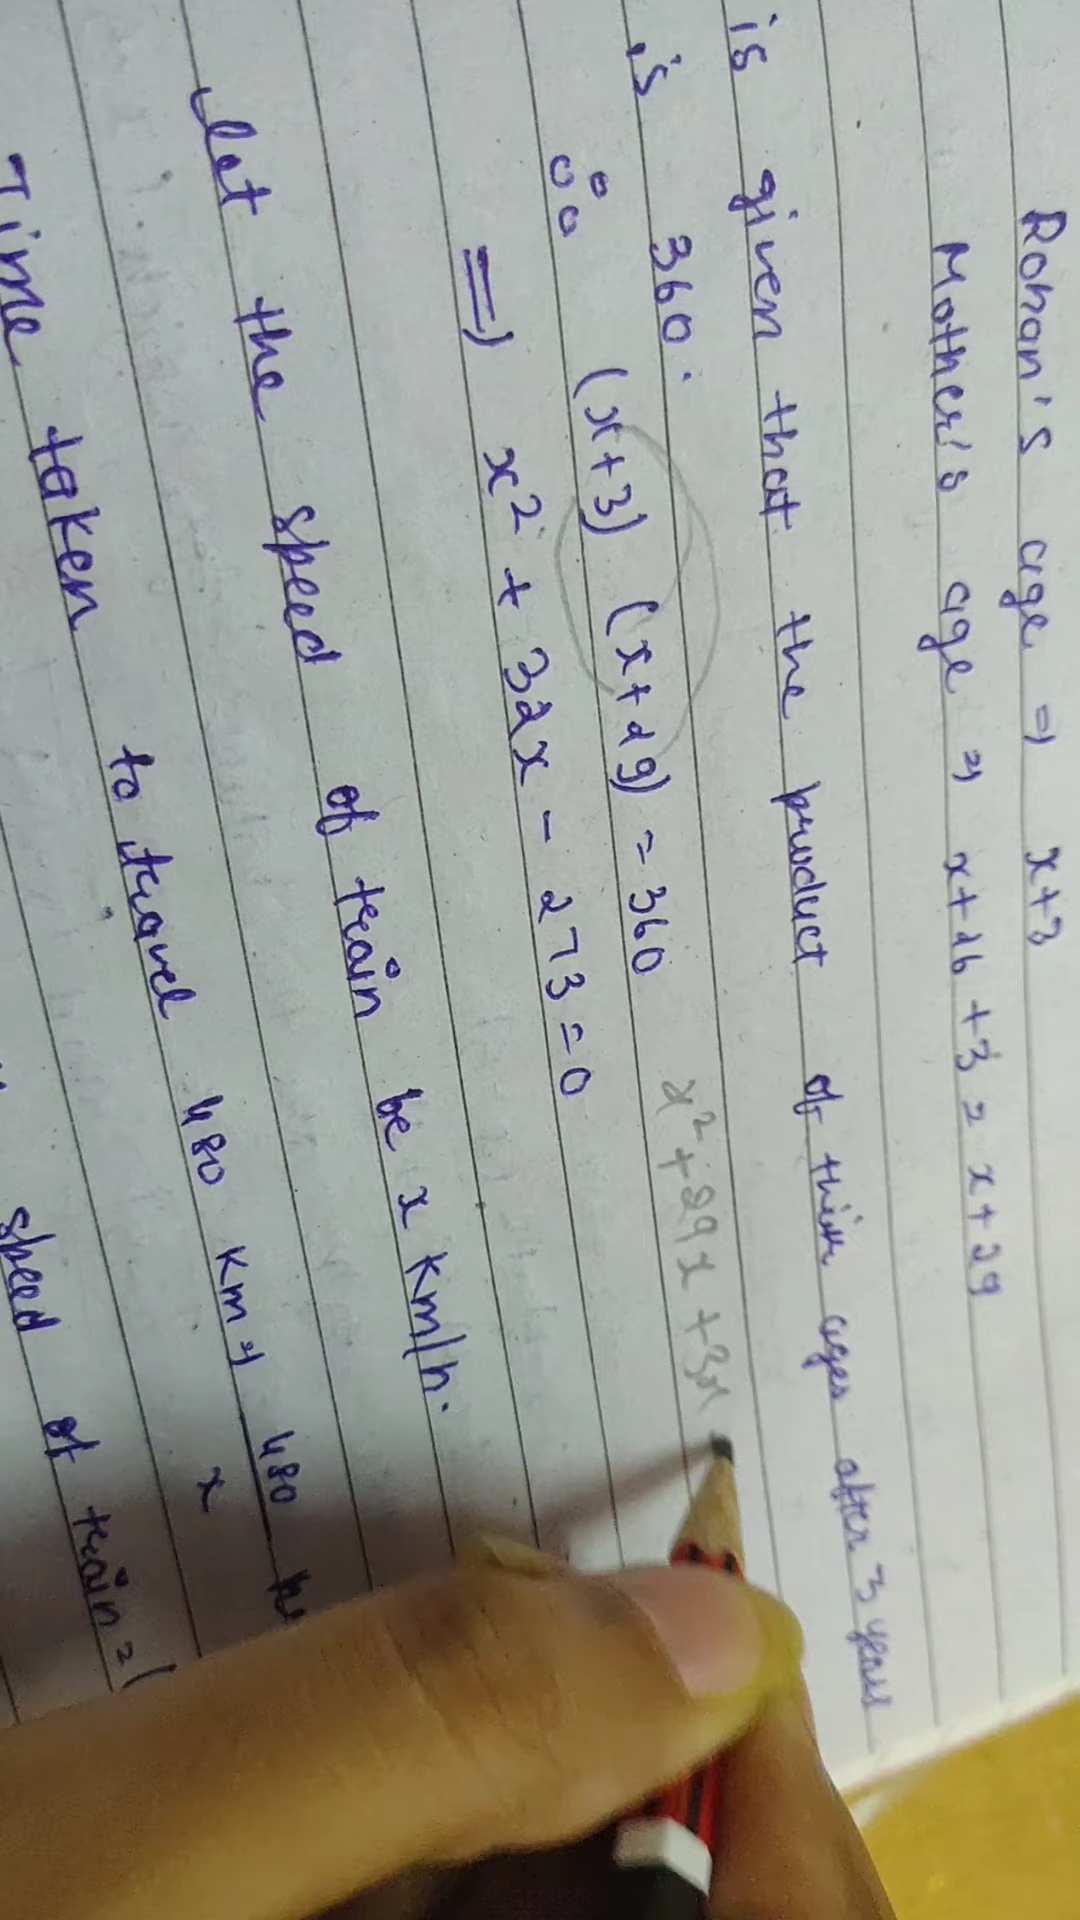 Rohan's age ⇒ x+3
Mother's age ⇒ x+26+3 = x+29
is given that the product of their ages after 3 years
is 360.
∴ (x+3) (x+29) = 360 x²+29x+3x
⇒ x² + 32x - 273 = 0
Let the speed of train be x km/h.
Time taken to travel 480 km ⇒ 480/x
speed of train = (